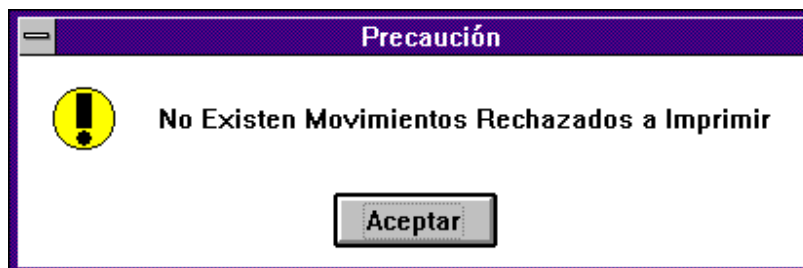 Precaución
No Existen Movimientos Rechazados a Imprimir
Aceptar